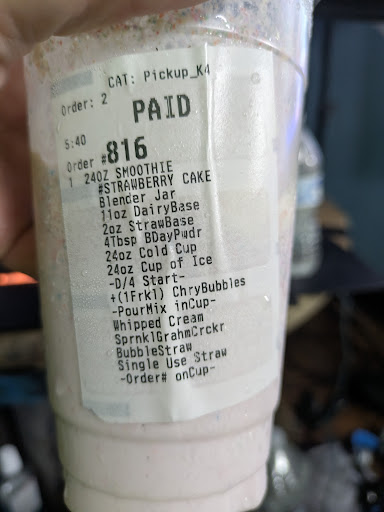 CAT: Pickup_K4
Order: 2
PAID
5:40
Order #816
1 24OZ SMOOTHIE
#STRAWBERRY CAKE
Blender Jar
11oz DairyBase
2oz StrawBase
4Tbsp BDayPwdr
24oz Cold Cup
24oz Cup of Ice
-D/4 Start-
+(1Frkl) ChryBubbles
-PourMix inCup-
Whipped Cream
SprnklGrahmCrckr
BubbleStraw
Single Use Straw
-Order# onCup-